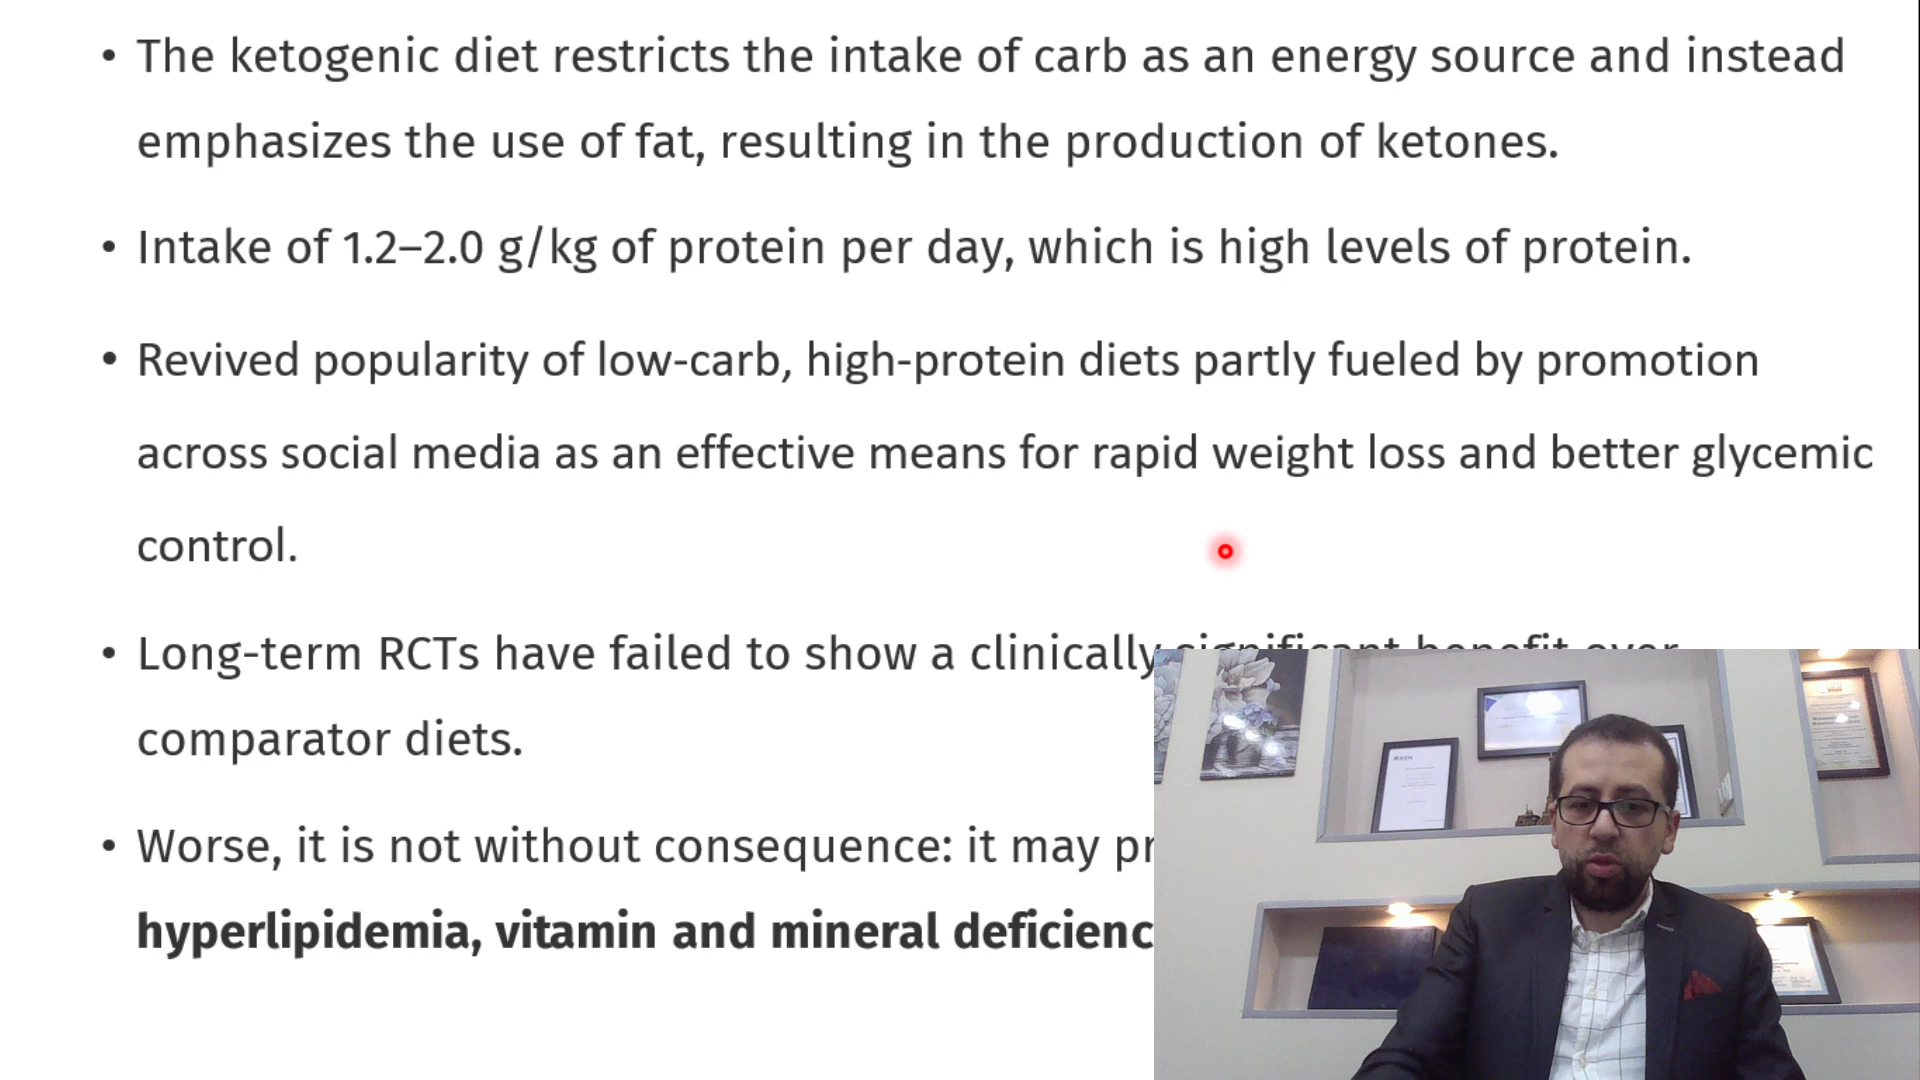 • The ketogenic diet restricts the intake of carb as an energy source and instead
emphasizes the use of fat, resulting in the production of ketones.
• Intake of 1.2–2.0 g/kg of protein per day, which is high levels of protein.
• Revived popularity of low-carb, high-protein diets partly fueled by promotion
across social media as an effective means for rapid weight loss and better glycemic
control.
• Long-term RCTs have failed to show a clinically significant benefit over
comparator diets.
• Worse, it is not without consequence: it may
hyperlipidemia, vitamin and mineral